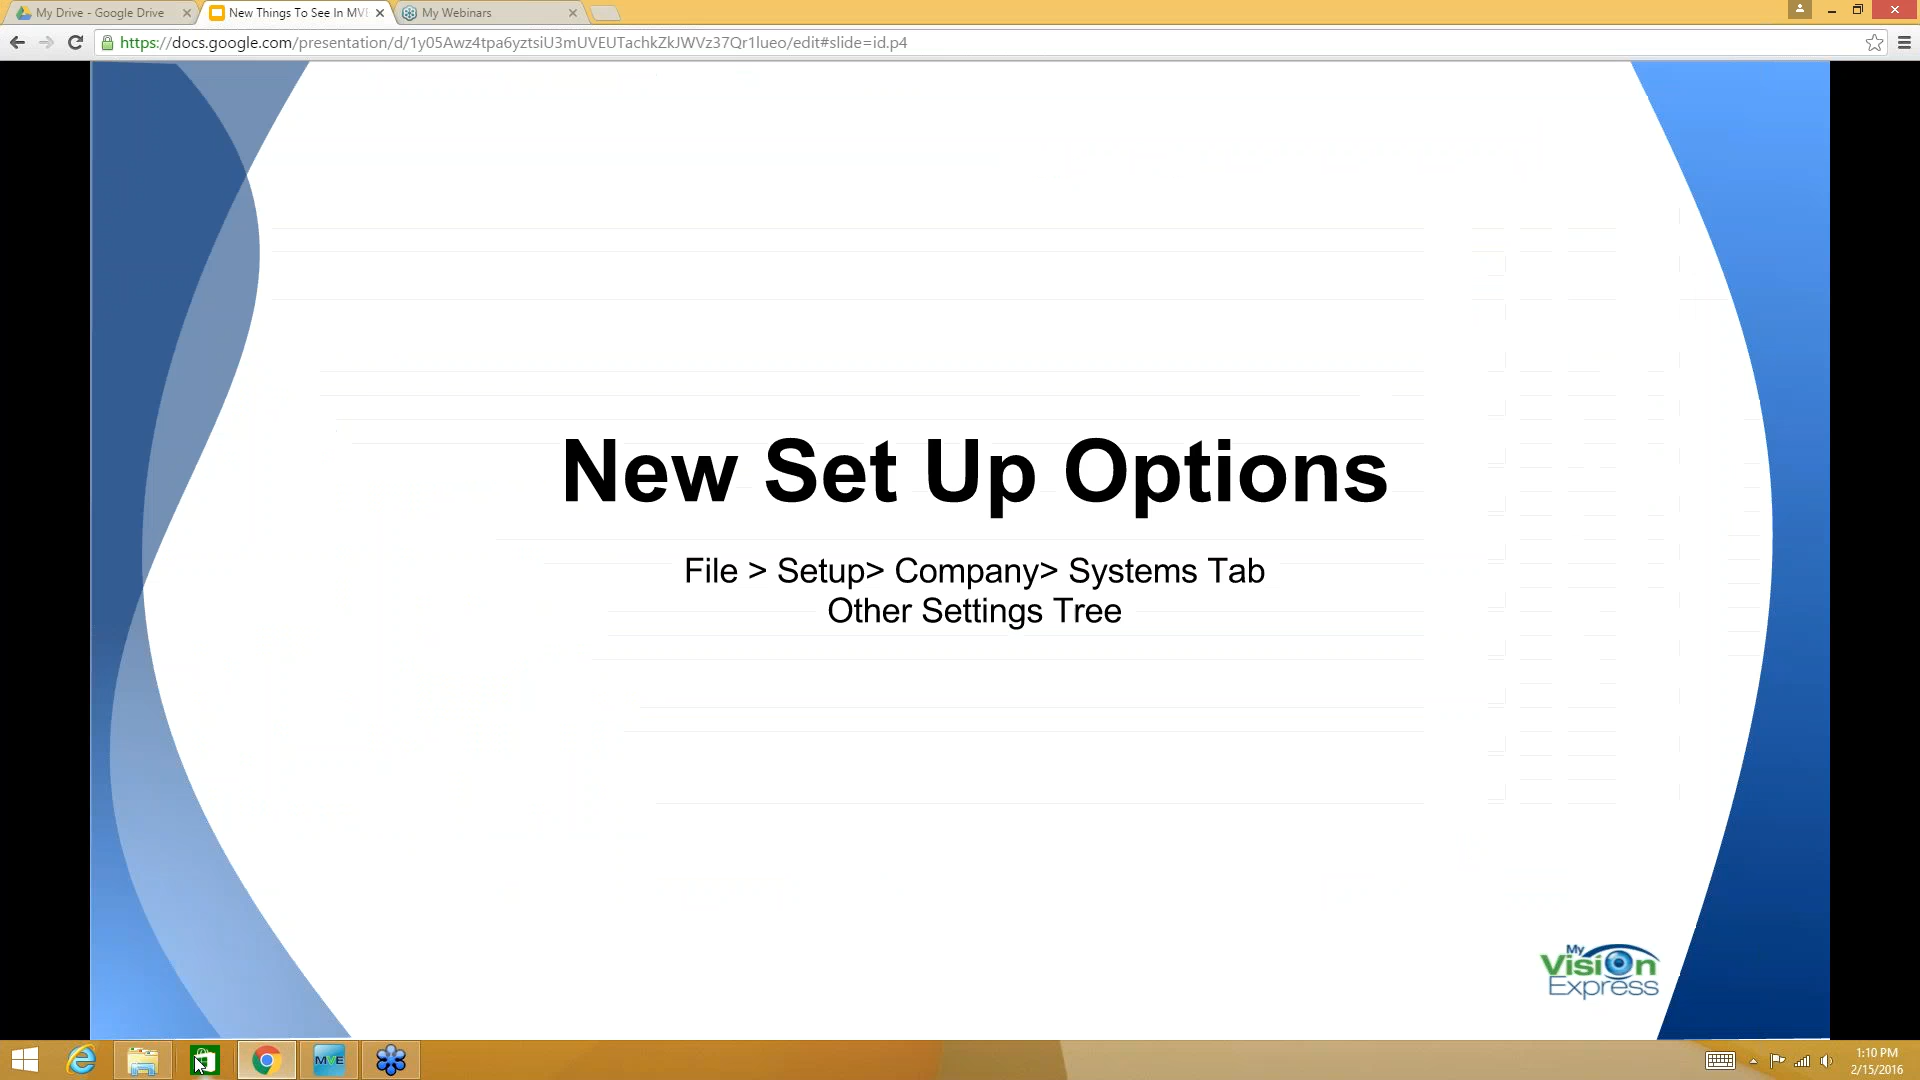 My Drive - Google Drive
New Things To See In MVE
My Webinars
https://docs.google.com/presentation/d/1y05Awz4tpa6yztsiU3mUVEUTachkZkJWVz37Qr1lueo/edit#slide=id.p4
New Set Up Options
File > Setup> Company> Systems Tab
Other Settings Tree
My
Vision
Express
MVE
1:10 PM
2/15/2016